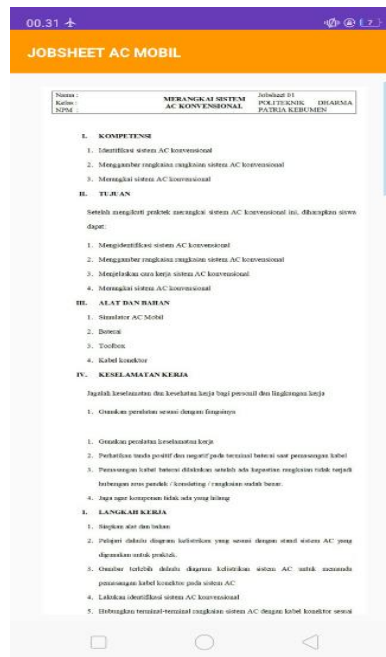 00.31
JOBSHEET AC MOBIL
Nama :
Kelas :
NPM :
MERANGKAI SISTEM
AC KONVENSIONAL
Jobsheet 01
POLITEKNIK DHARMA
PATRIA KEBUMEN
I. KOMPETENSI
1. Identifikasi sistem AC konvensional
2. Menggambar rangkaian rangkaian sistem AC konvensional
3. Merangkai sistem AC konvensional
II. TUJUAN
Setelah mengikuti praktek merangkai sistem AC konvensional ini, diharapkan siswa
dapat:
1. Mengidentifikasi sistem AC konvensional
2. Menggambar rangkaian rangkaian sistem AC konvensional
3. Menjelaskan cara kerja sistem AC konvensional
4. Merangkai sistem AC konvensional
III. ALAT DAN BAHAN
1. Simulator AC Mobil
2. Baterai
3. Toolbox
4. Kabel konektor
IV. KESELAMATAN KERJA
Jagalah keselamatan dan kesehatan kerja bagi personil dan lingkungan kerja
1. Gunakan peralatan sesuai dengan fungsinya
1. Gunakan peralatan keselamatan kerja
2. Perhatikan tanda positif dan negatif pada terminal baterai saat pemasangan kabel
3. Pemasangan kabel baterai dilakukan setelah ada kepastian rangkaian tidak terjadi
hubungan arus pendek / konsleting / rangkaian sudah benar.
4. Jaga agar komponen tidak ada yang hilang
I. LANGKAH KERJA
1. Siapkan alat dan bahan
2. Pelajari dahulu diagram kelistrikan yang sesuai dengan stand sistem AC yang
digunakan untuk praktek.
3. Gambar terlebih dahulu diagram kelistrikan sistem AC untuk memandu
pemasangan kabel konektor pada sistem AC
4. Lakukan identifikasi sistem AC konvensional
5. Hubungkan terminal-terminal rangkaian sistem AC dengan kabel konektor sesuai